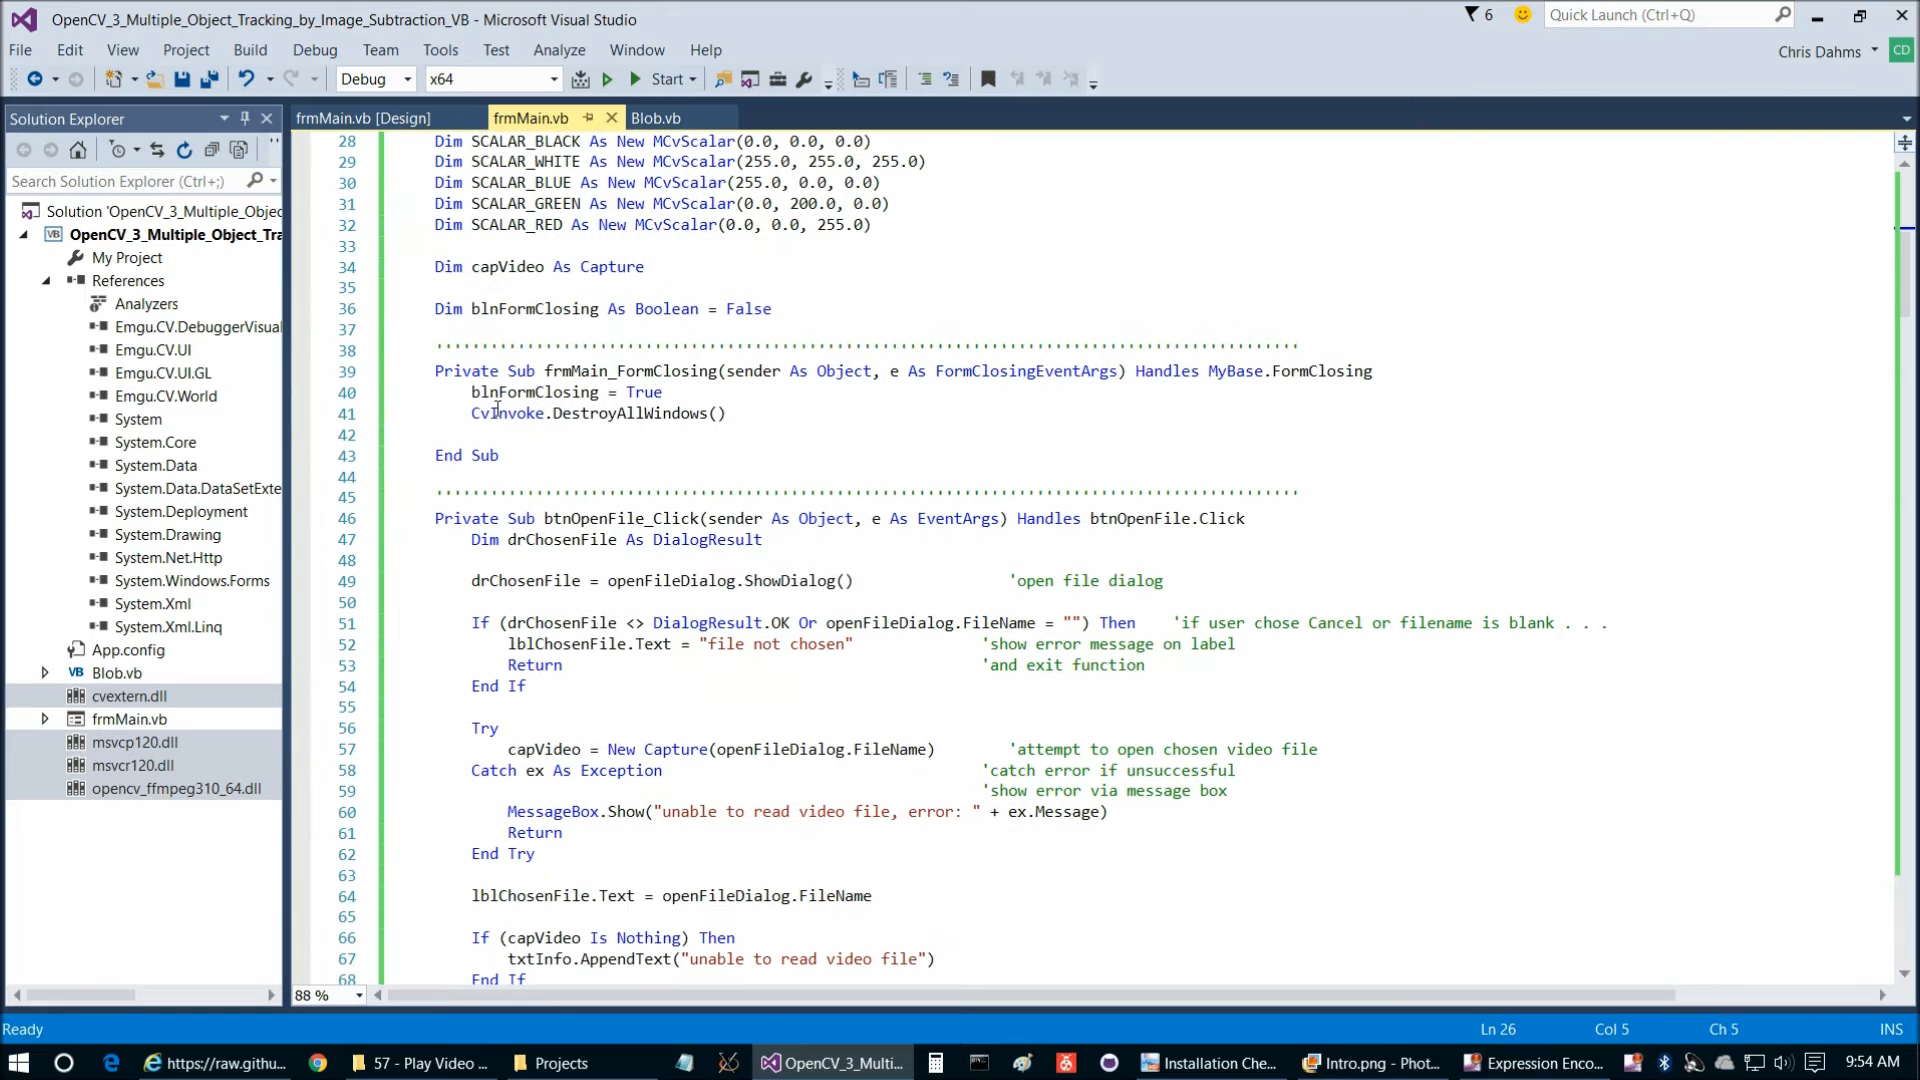 OpenCV_3_Multiple_Object_Tracking_by_Image_Subtraction_VB - Microsoft Visual Studio
6
Quick Launch (Ctrl+Q)
File Edit View Project Build Debug Team Tools Test Analyze Window Help
Chris Dahms
CD
Debug
x64
Start
Solution Explorer
frmMain.vb [Design]
frmMain.vb
Blob.vb
Search Solution Explorer (Ctrl+;)
Solution 'OpenCV_3_Multiple_Objec
VB OpenCV_3_Multiple_Object_Tra
My Project
References
Analyzers
Emgu.CV.DebuggerVisual
Emgu.CV.UI
Emgu.CV.UI.GL
Emgu.CV.World
System
System.Core
System.Data
System.Data.DataSetExte
System.Deployment
System.Drawing
System.Net.Http
System.Windows.Forms
System.Xml
System.Xml.Linq
App.config
VB Blob.vb
cvextern.dll
frmMain.vb
msvcp120.dll
msvcr120.dll
opencv_ffmpeg310_64.dll
28 Dim SCALAR_BLACK As New MCvScalar(0.0, 0.0, 0.0)
29 Dim SCALAR_WHITE As New MCvScalar(255.0, 255.0, 255.0)
30 Dim SCALAR_BLUE As New MCvScalar(255.0, 0.0, 0.0)
31 Dim SCALAR_GREEN As New MCvScalar(0.0, 200.0, 0.0)
32 Dim SCALAR_RED As New MCvScalar(0.0, 0.0, 255.0)
33
34 Dim capVideo As Capture
35
36 Dim blnFormClosing As Boolean = False
37
38 '''''''''''''''''''''''''''''''''''''''''''''''''''''''''''''''''''''''''''''''''''''''''''''''
39 Private Sub frmMain_FormClosing(sender As Object, e As FormClosingEventArgs) Handles MyBase.FormClosing
40 blnFormClosing = True
41 CvInvoke.DestroyAllWindows()
42
43 End Sub
44
45 '''''''''''''''''''''''''''''''''''''''''''''''''''''''''''''''''''''''''''''''''''''''''''''''
46 Private Sub btnOpenFile_Click(sender As Object, e As EventArgs) Handles btnOpenFile.Click
47 Dim drChosenFile As DialogResult
48
49 drChosenFile = openFileDialog.ShowDialog() 'open file dialog
50
51 If (drChosenFile <> DialogResult.OK Or openFileDialog.FileName = "") Then 'if user chose Cancel or filename is blank . . .
52 lblChosenFile.Text = "file not chosen" 'show error message on label
53 Return 'and exit function
54 End If
55
56 Try
57 capVideo = New Capture(openFileDialog.FileName) 'attempt to open chosen video file
58 Catch ex As Exception 'catch error if unsuccessful
59 'show error via message box
60 MessageBox.Show("unable to read video file, error: " + ex.Message)
61 Return
62 End Try
63
64 lblChosenFile.Text = openFileDialog.FileName
65
66 If (capVideo Is Nothing) Then
67 txtInfo.AppendText("unable to read video file")
68 End If
88 %
Ready
Ln 26
Col 5
Ch 5
INS
https://raw.githu...
57 - Play Video ...
Projects
OpenCV_3_Multi...
Installation Che...
Intro.png - Phot...
Expression Enco...
9:54 AM